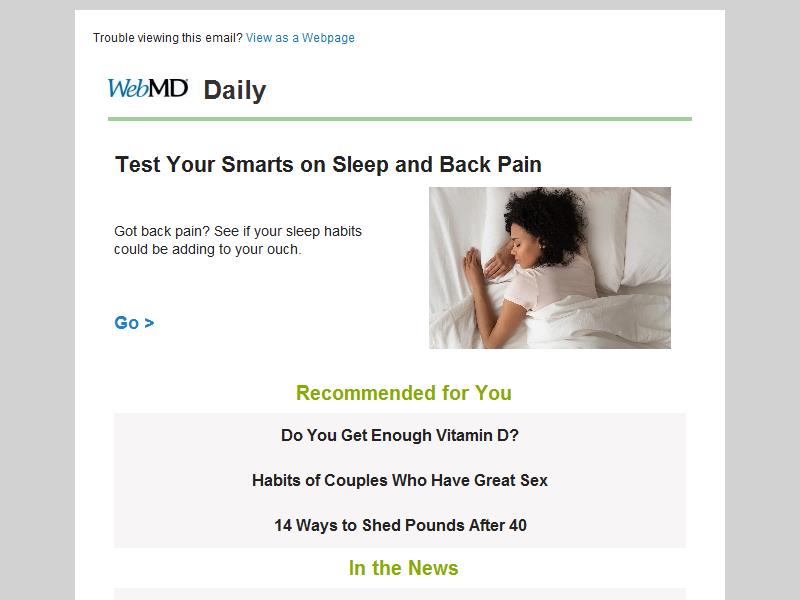 Trouble viewing this email? View as a Webpage
WebMD Daily
Test Your Smarts on Sleep and Back Pain
Got back pain? See if your sleep habits
could be adding to your ouch.
Go >
Recommended for You
Do You Get Enough Vitamin D?
Habits of Couples Who Have Great Sex
14 Ways to Shed Pounds After 40
In the News